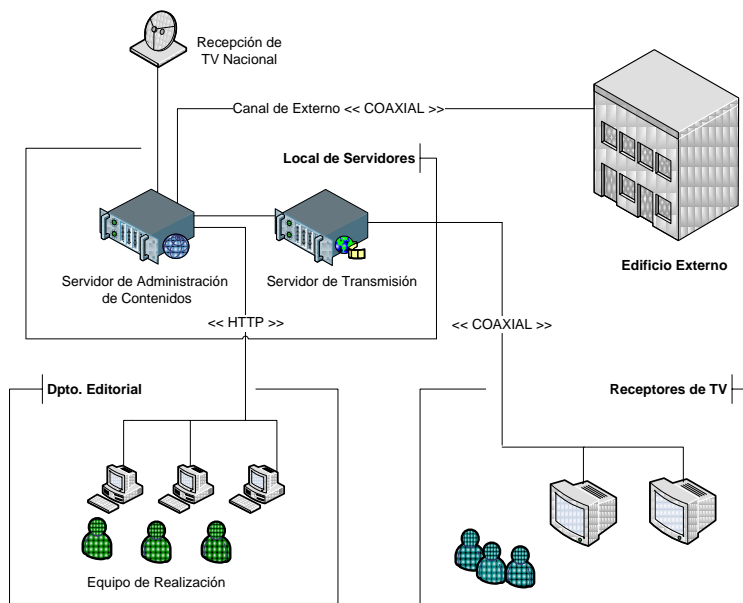 Recepción de
TV Nacional
Canal de Externo << COAXIAL >>
Local de Servidores
Edificio Externo
Servidor de Administración
de Contenidos
Servidor de Transmisión
<< HTTP >>
<< COAXIAL >>
Dpto. Editorial
Receptores de TV
Equipo de Realización